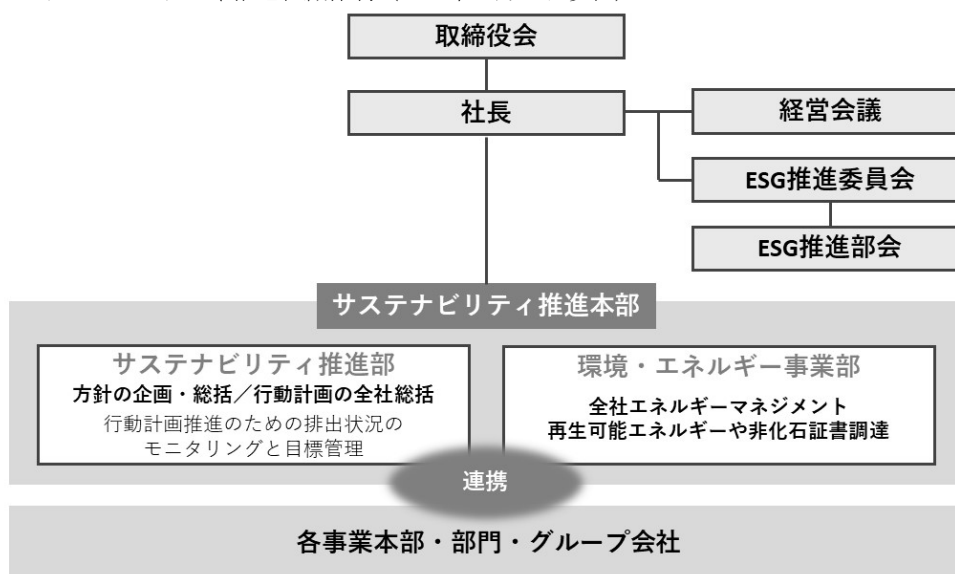 取締役会
社長
経営会議
ESG推進委員会
ESG推進部会
サステナビリティ推進本部
サステナビリティ推進部
方針の企画・総括／行動計画の全社総括
行動計画推進のための排出状況の
モニタリングと目標管理
環境・エネルギー事業部
全社エネルギーマネジメント
再生可能エネルギーや非化石証書調達
連携
各事業本部・部門・グループ会社